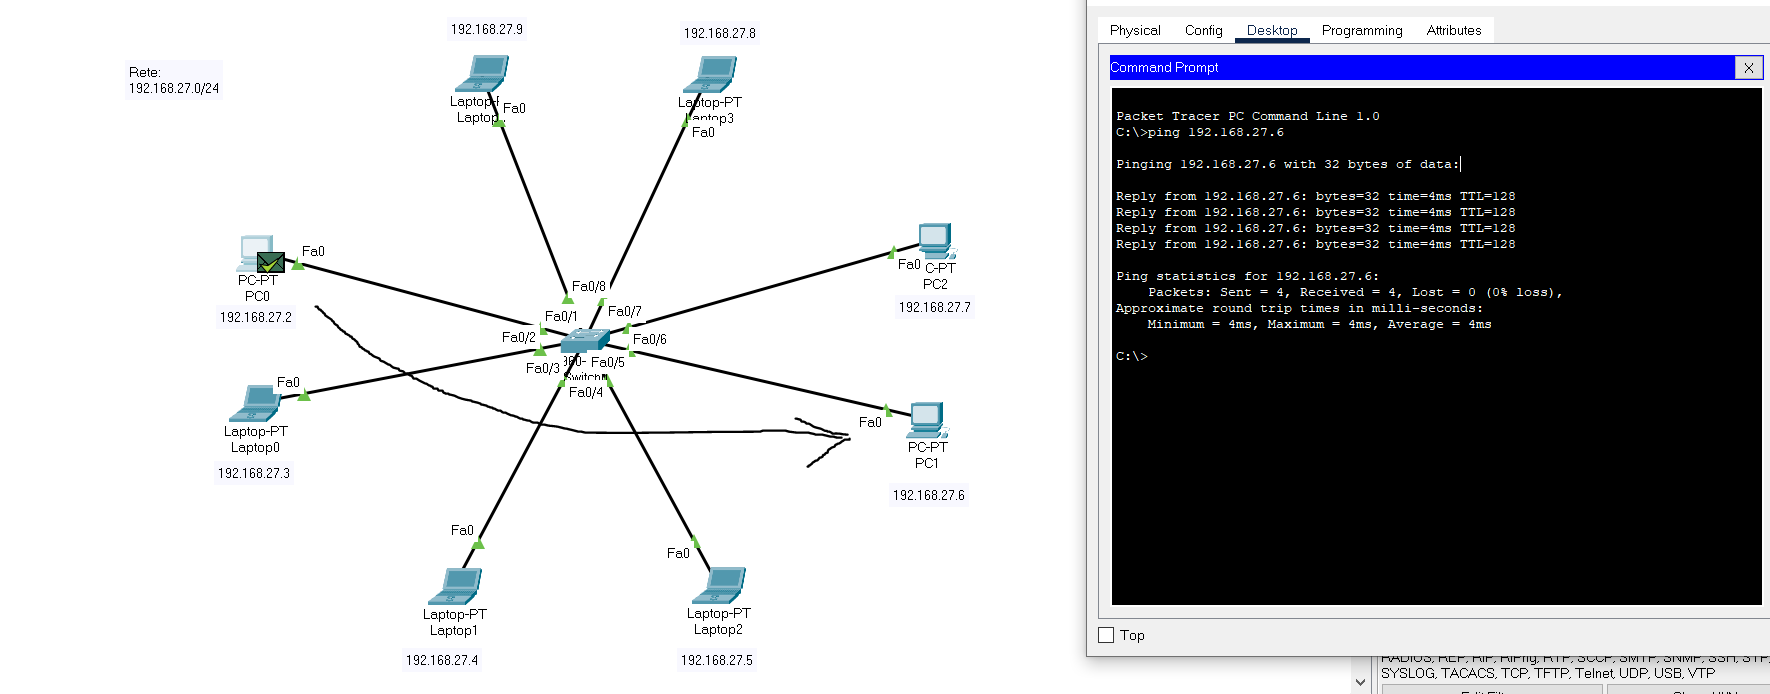 192.168.27.9
192.168.27.8
Rete:
192.168.27.0/24
Laptop-
Fa0
Laptop
Laptop-PT
Laptop3
Fa0
Fa0
PC-PT
PC0
192.168.27.2
Fa0
C-PT
PC2
192.168.27.7
Fa0/8
Fa0/7
Fa0/1
Fa0/2
Fa0/6
Fa0/3
Fa0/5
Fa0/4
Fa0
Laptop-PT
Laptop0
192.168.27.3
Fa0
PC-PT
PC1
192.168.27.6
Fa0
Laptop-PT
Laptop1
192.168.27.4
Fa0
Laptop-PT
Laptop2
192.168.27.5
Physical Config Desktop Programming Attributes
Command Prompt
X
Packet Tracer PC Command Line 1.0
C:\>ping 192.168.27.6
Pinging 192.168.27.6 with 32 bytes of data:
Reply from 192.168.27.6: bytes=32 time=4ms TTL=128
Reply from 192.168.27.6: bytes=32 time=4ms TTL=128
Reply from 192.168.27.6: bytes=32 time=4ms TTL=128
Reply from 192.168.27.6: bytes=32 time=4ms TTL=128
Ping statistics for 192.168.27.6:
Packets: Sent = 4, Received = 4, Lost = 0 (0% loss),
Approximate round trip times in milli-seconds:
Minimum = 4ms, Maximum = 4ms, Average = 4ms
C:\>
Top
RADIUS, REP, RIP, RIPng, RTP, SCCP, SMTP, SNMP, SSH, STP,
SYSLOG, TACACS, TCP, TFTP, Telnet, UDP, USB, VTP